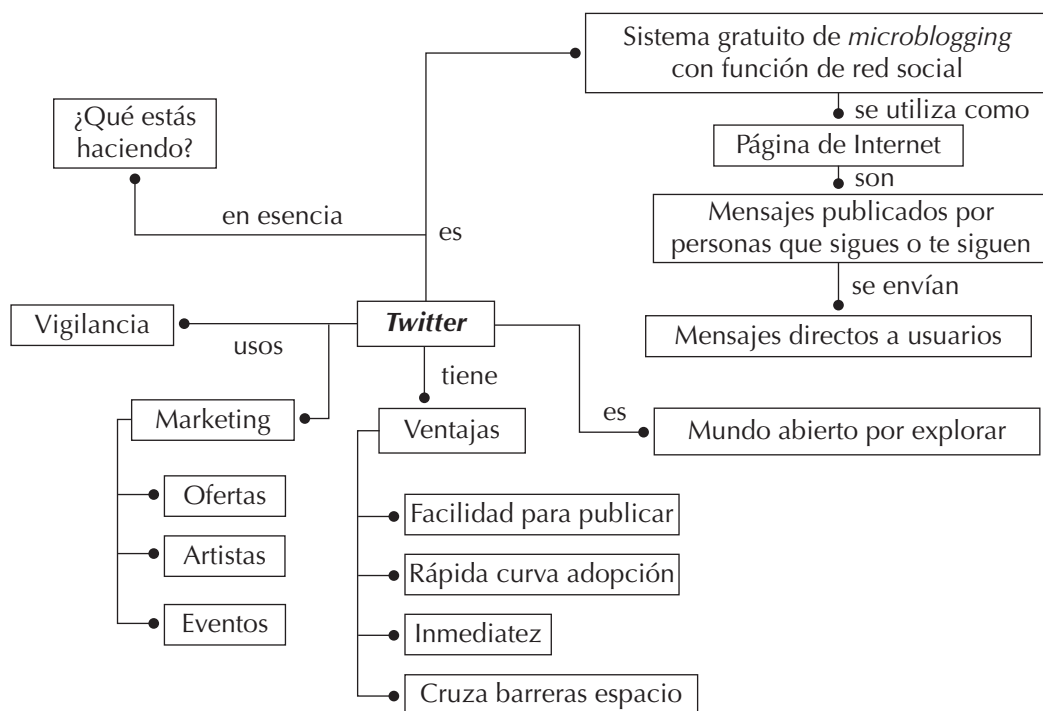 Sistema gratuito de microblogging
con función de red social
se utiliza como
Página de Internet
son
Mensajes publicados por
personas que sigues o te siguen
se envían
Mensajes directos a usuarios
¿Qué estás
haciendo?
en esencia
es
Twitter
Vigilancia
usos
Marketing
Ofertas
Artistas
Eventos
tiene
Ventajas
Facilidad para publicar
Rápida curva adopción
Inmediatez
Cruza barreras espacio
es
Mundo abierto por explorar